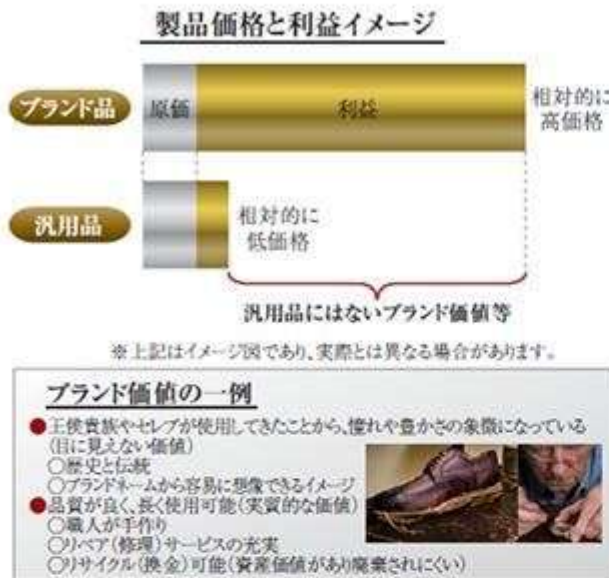 製品価格と利益イメージ
ブランド品
原価
利益
相対的に
高価格
汎用品
相対的に
低価格
汎用品にはないブランド価値等
※上記はイメージ図であり、実際とは異なる場合があります。
ブランド価値の一例
●王侯貴族やセレブが使用してきたことから、憧れや豊かさの象徴になっている
(目に見えない価値)
○歴史と伝統
○ブランドネームから容易に想像できるイメージ
●品質が良く、長く使用可能(実質的な価値)
○職人が手作り
○リペア(修理)サービスの充実
○リサイクル(換金)可能(資産価値があり廃棄されにくい)